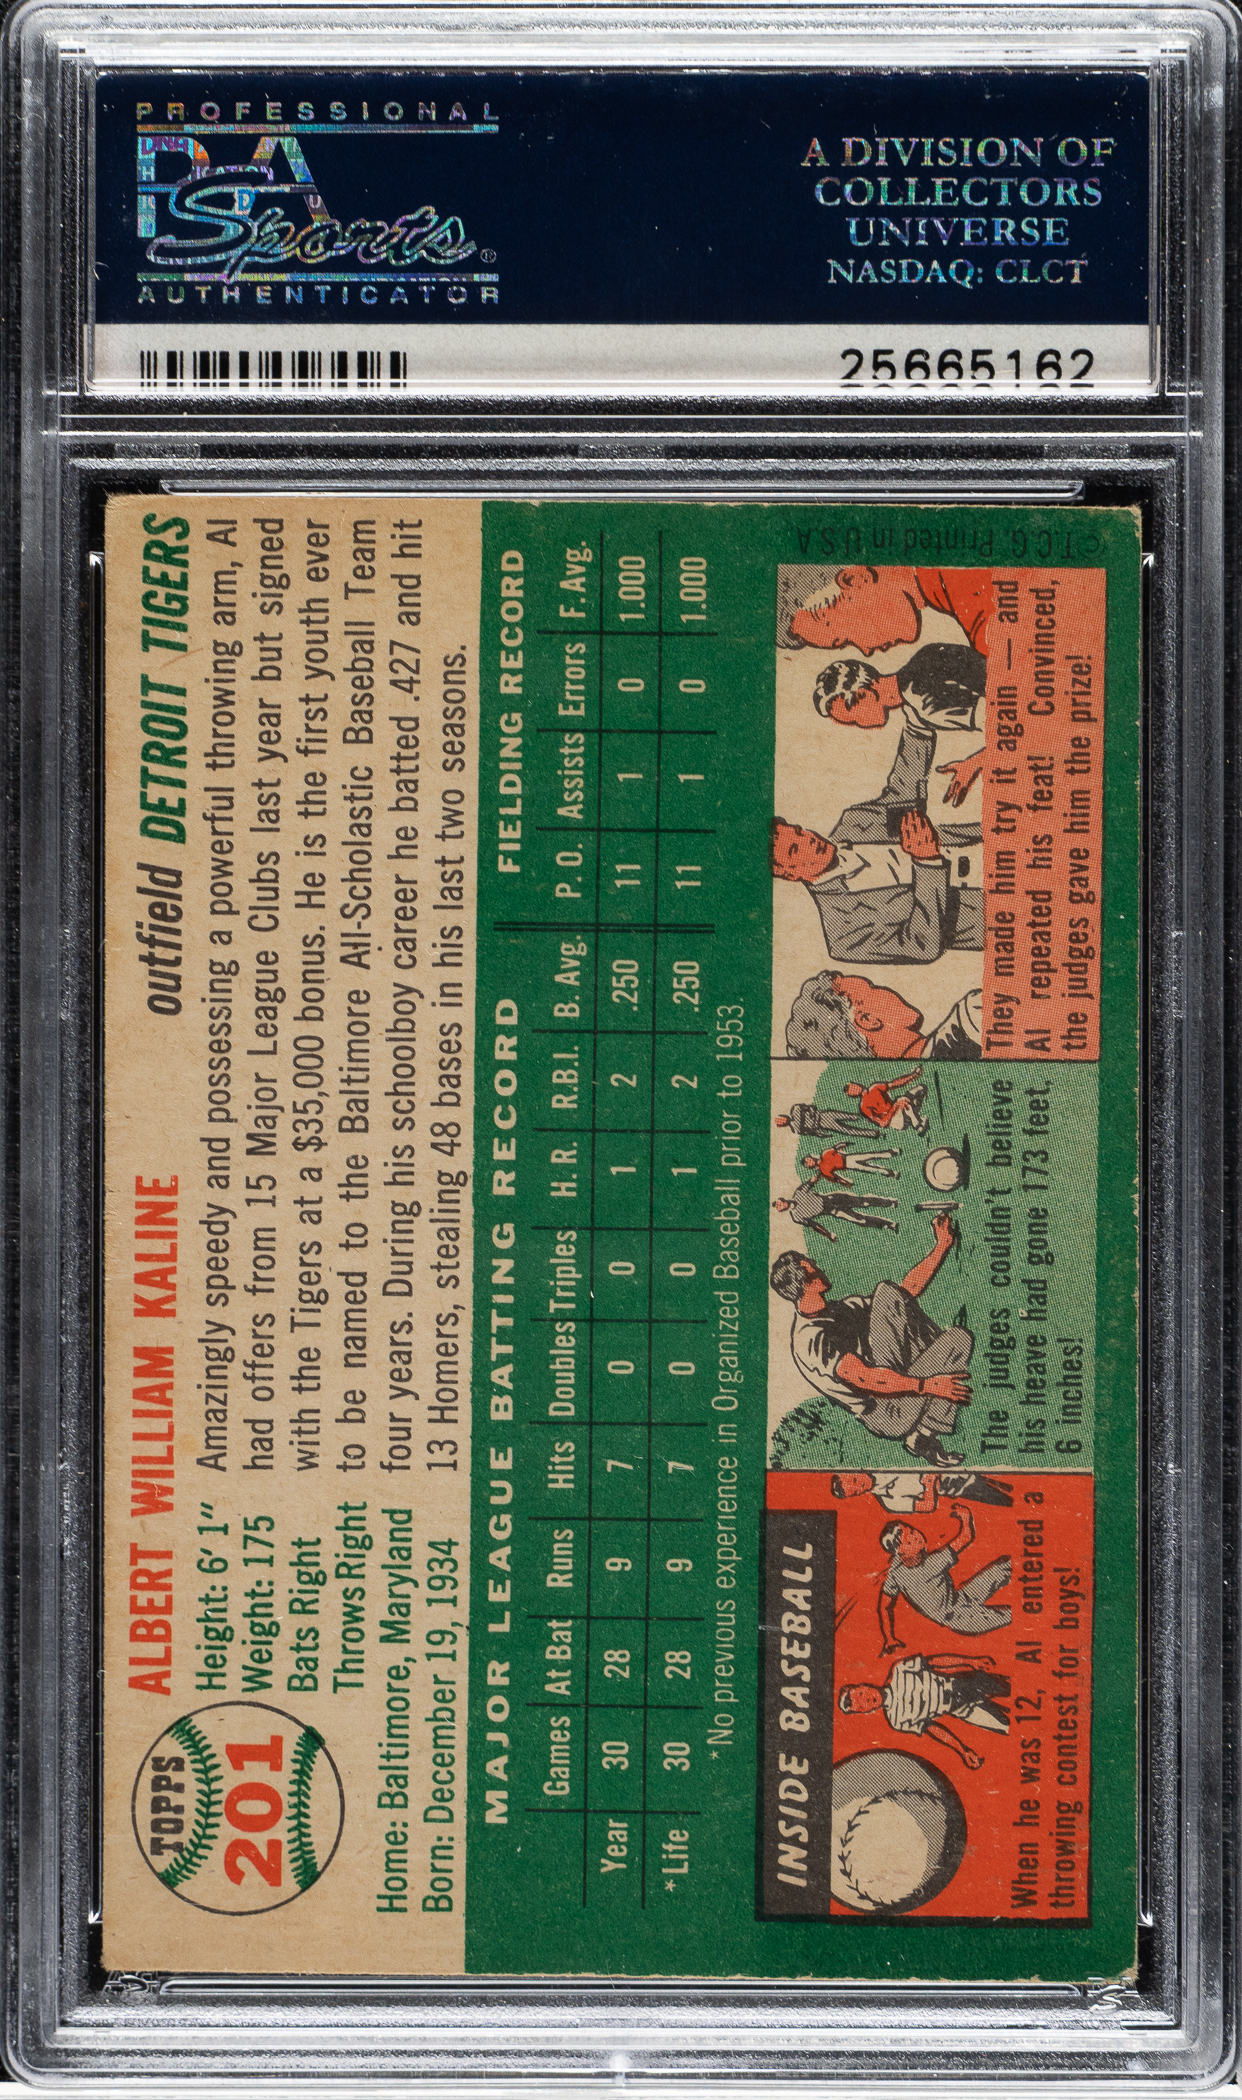 PROFESSIONAL
PSA
DNA
Sports®
AUTHENTICATOR
A DIVISION OF
COLLECTORS
UNIVERSE
NASDAQ: CLCT
25665162
TOPPS
201
ALBERT WILLIAM KALINE
outfield DETROIT TIGERS
Height: 6' 1"
Weight: 175
Bats Right
Throws Right
Home: Baltimore, Maryland
Born: December 19, 1934
Amazingly speedy and possessing a powerful throwing arm, Al
had offers from 15 Major League Clubs last year but signed
with the Tigers at a $35,000 bonus. He is the first youth ever
to be named to the Baltimore All-Scholastic Baseball Team
four years. During his schoolboy career he batted .427 and hit
13 Homers, stealing 48 bases in his last two seasons.
MAJOR LEAGUE BATTING RECORD FIELDING RECORD
Games At Bat Runs Hits Doubles Triples H.R. R.B.I. B. Avg. P.O. Assists Errors F. Avg.
Year 30 28 9 7 0 0 1 2 .250 11 1 0 1.000
*Life 30 28 9 7 0 0 1 2 .250 11 1 0 1.000
*No previous experience in Organized Baseball prior to 1953.
INSIDE BASEBALL
When he was 12, Al entered a
throwing contest for boys!
The judges couldn't believe
his heave had gone 173 feet,
6 inches!
They made him try it again — and
Al repeated his feat! Convinced,
the judges gave him the prize!
© T.C.G. Printed in U S A